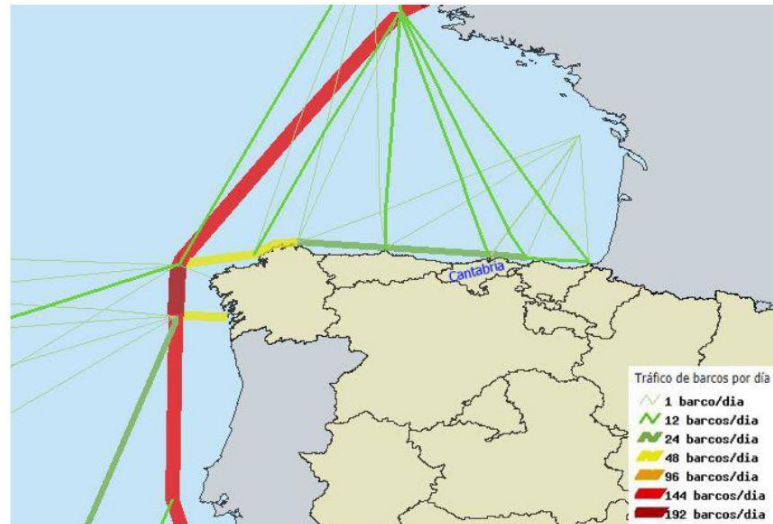 Cantabria
Tráfico de barcos por día
1 barco/dia
12 barcos/dia
24 barcos/dia
48 barcos/dia
96 barcos/dia
144 barcos/dia
192 barcos/dia